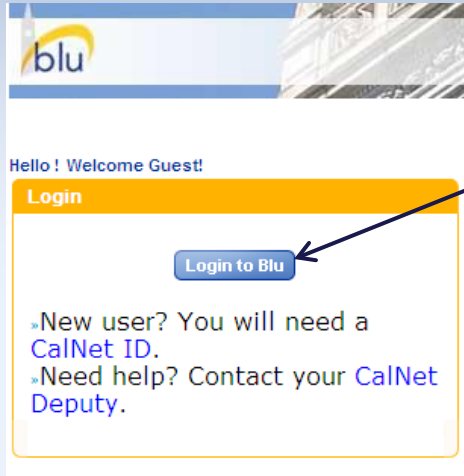 blu
Hello ! Welcome Guest!
Login
Login to Blu
»New user? You will need a
CalNet ID.
»Need help? Contact your CalNet
Deputy.